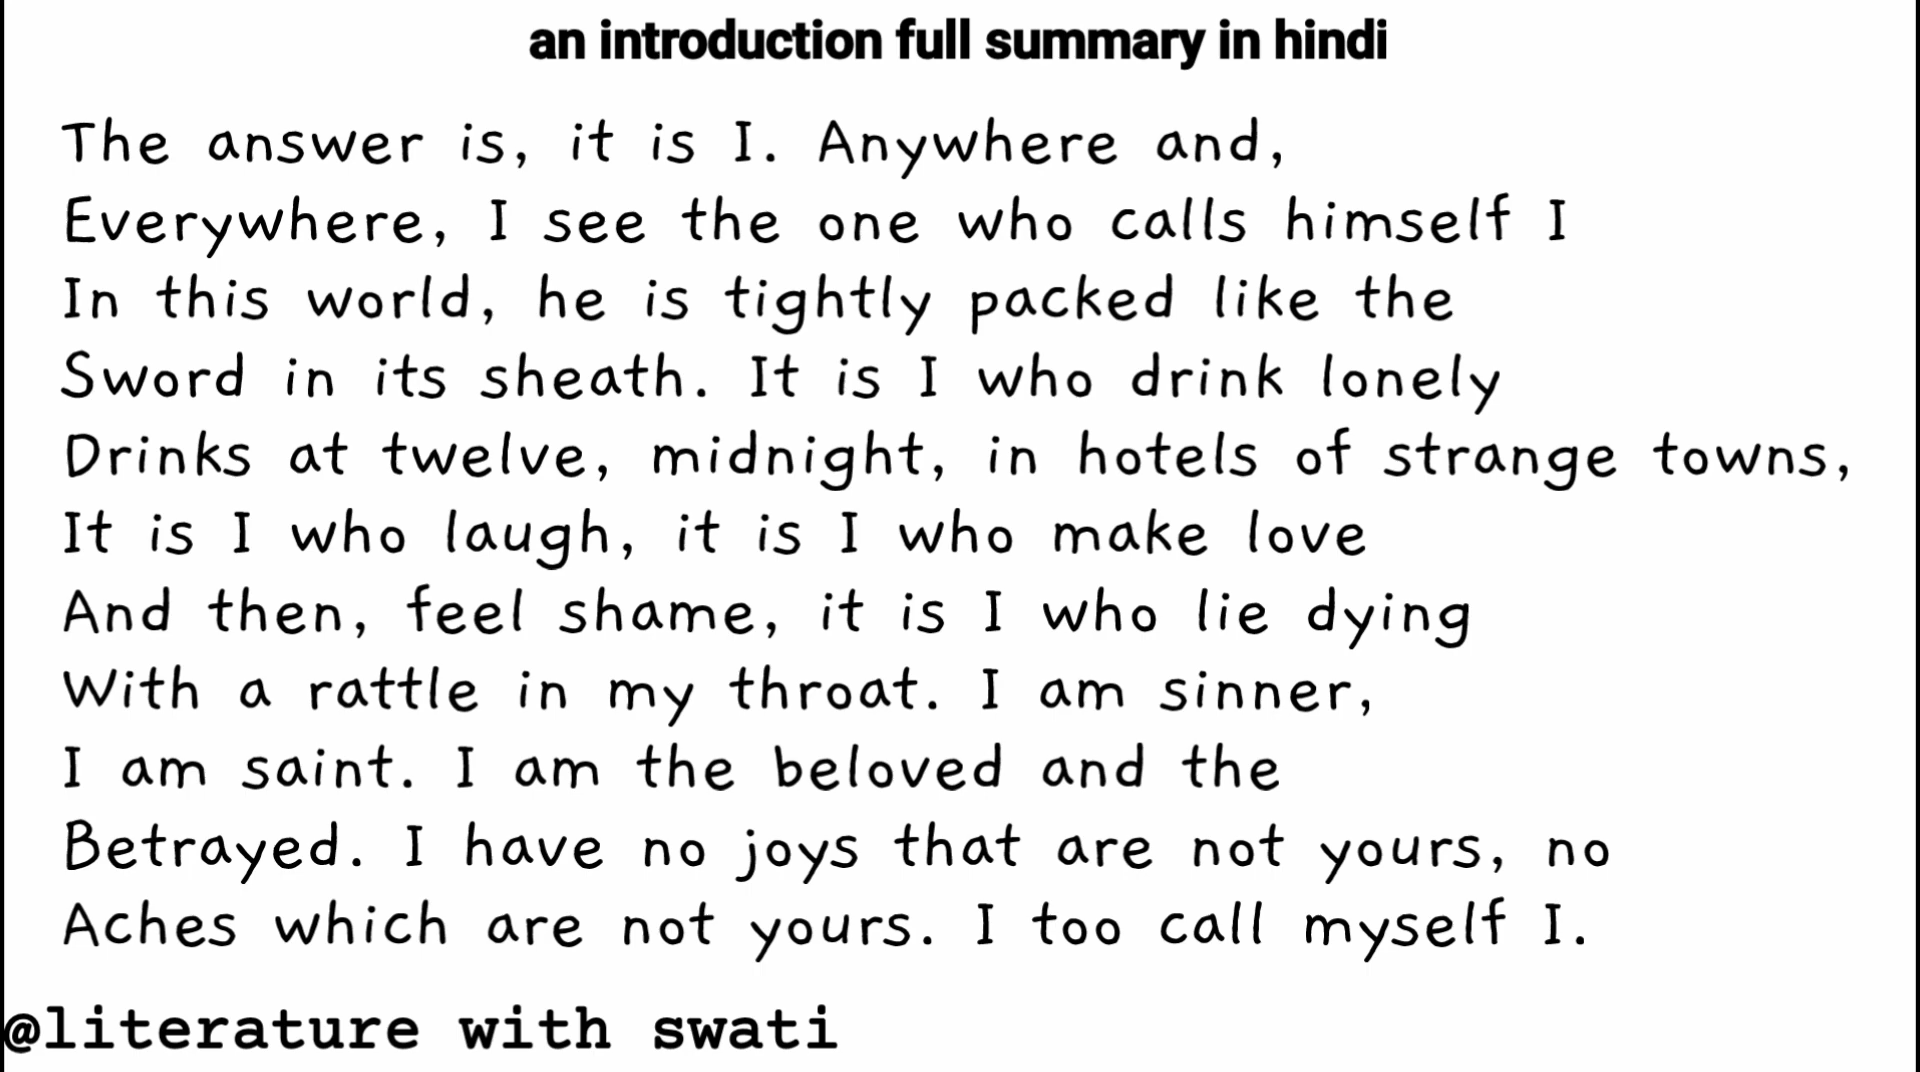 an introduction full summary in hindi
The answer is, it is I. Anywhere and,
Everywhere, I see the one who calls himself I
In this world, he is tightly packed like the
Sword in its sheath. It is I who drink lonely
Drinks at twelve, midnight, in hotels of strange towns,
It is I who laugh, it is I who make love
And then, feel shame, it is I who lie dying
With a rattle in my throat. I am sinner,
I am saint. I am the beloved and the
Betrayed. I have no joys that are not yours, no
Aches which are not yours. I too call myself I.
@literature with swati